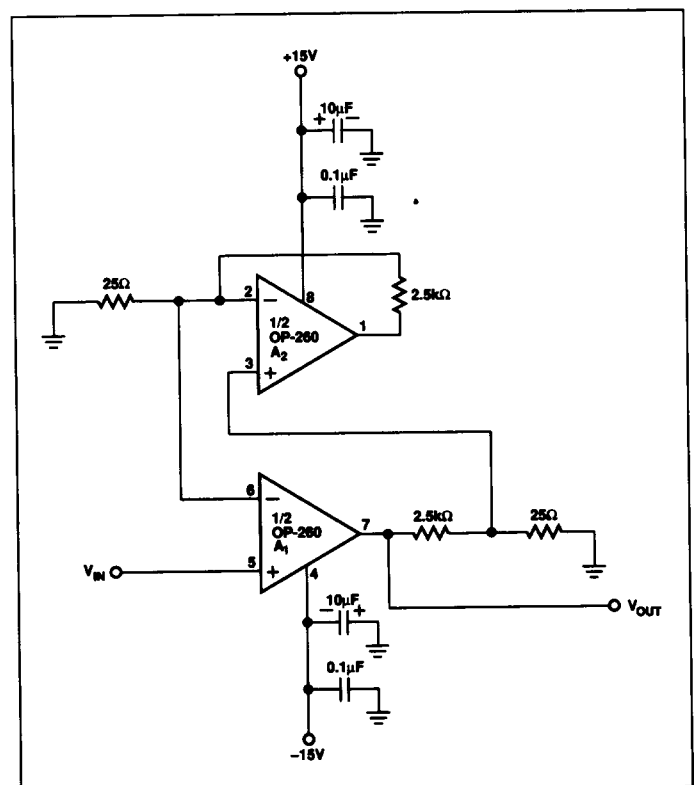 +15V
+ 10μF −
0.1μF
25Ω
2 −
8
2.5kΩ
1/2
OP-260
A2
1
3 +
6 −
1/2
OP-260
A1
7
2.5kΩ
25Ω
VIN
5 +
4
VOUT
− 10μF +
0.1μF
−15V